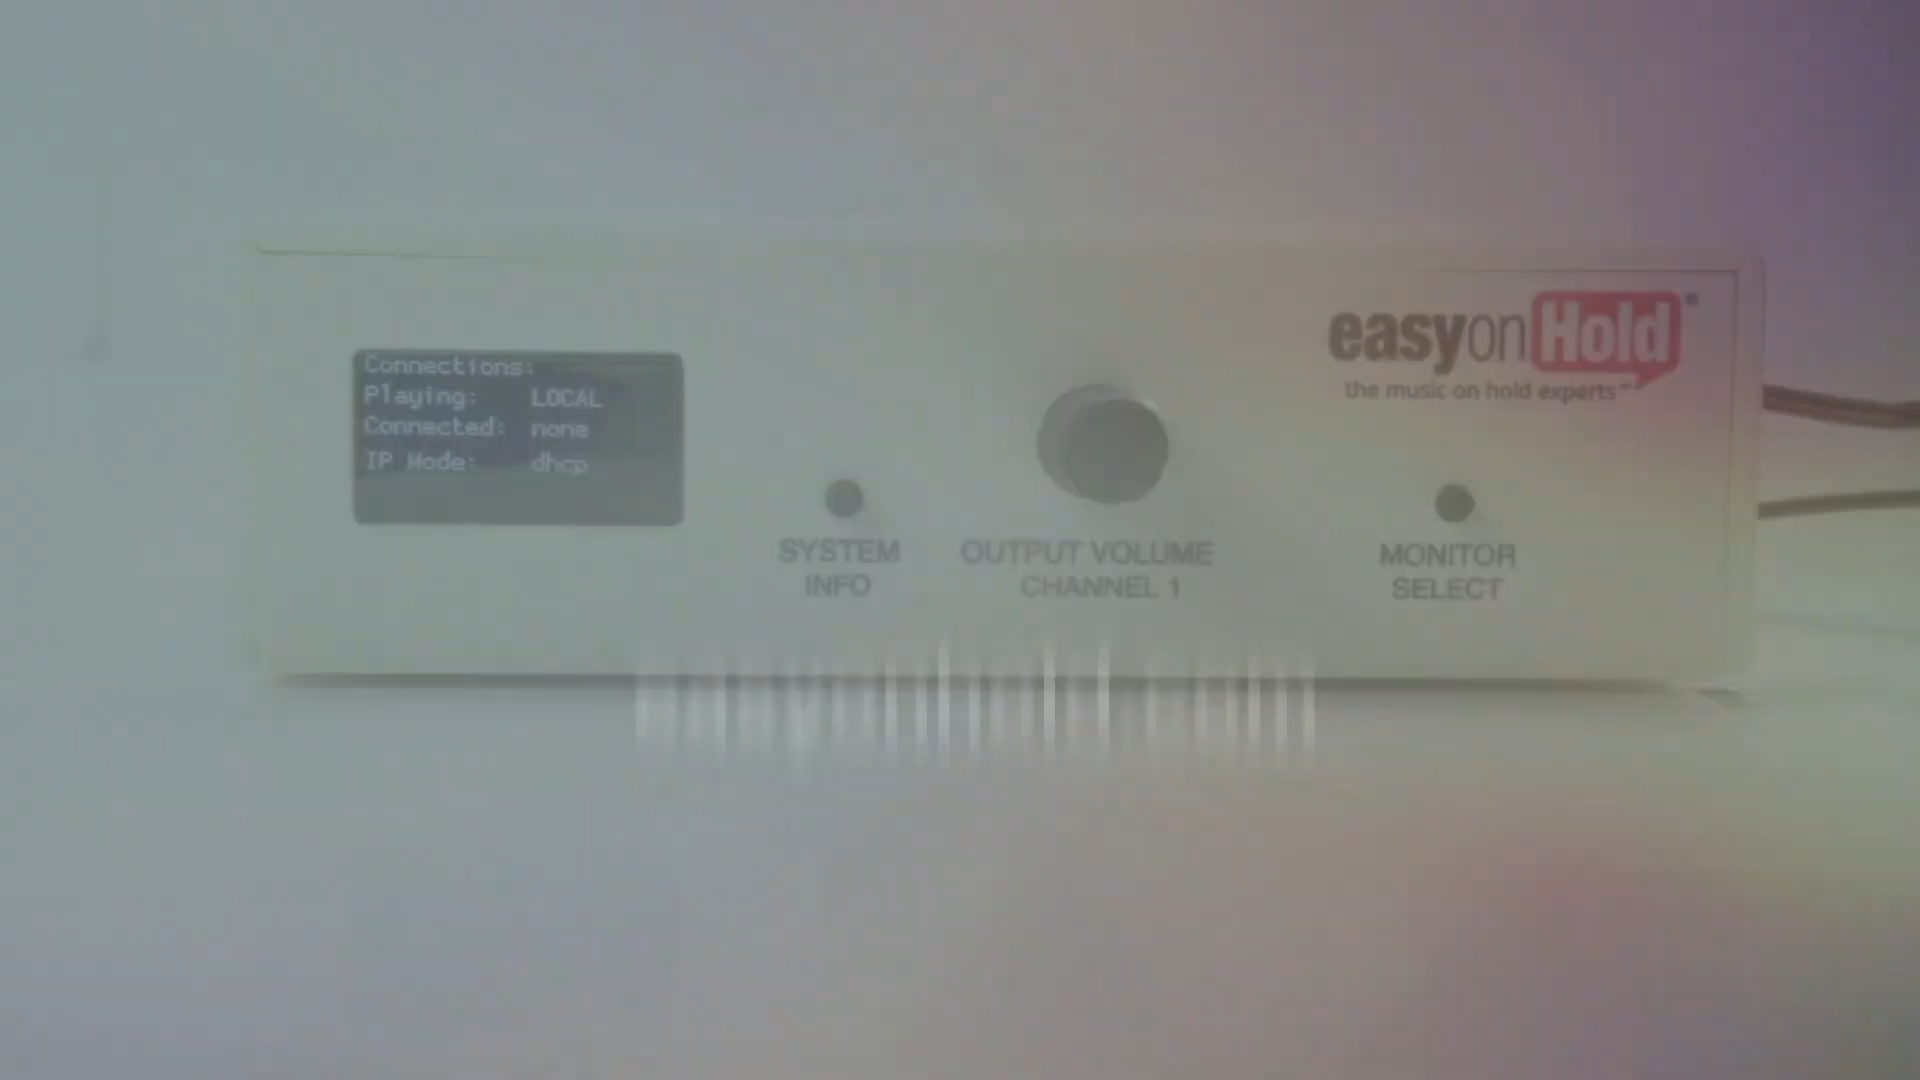 Connections:
Playing: LOCAL
Connected: none
IP Mode: dhcp
SYSTEM
INFO
OUTPUT VOLUME
CHANNEL 1
easyonHold®
the music on hold experts™
MONITOR
SELECT